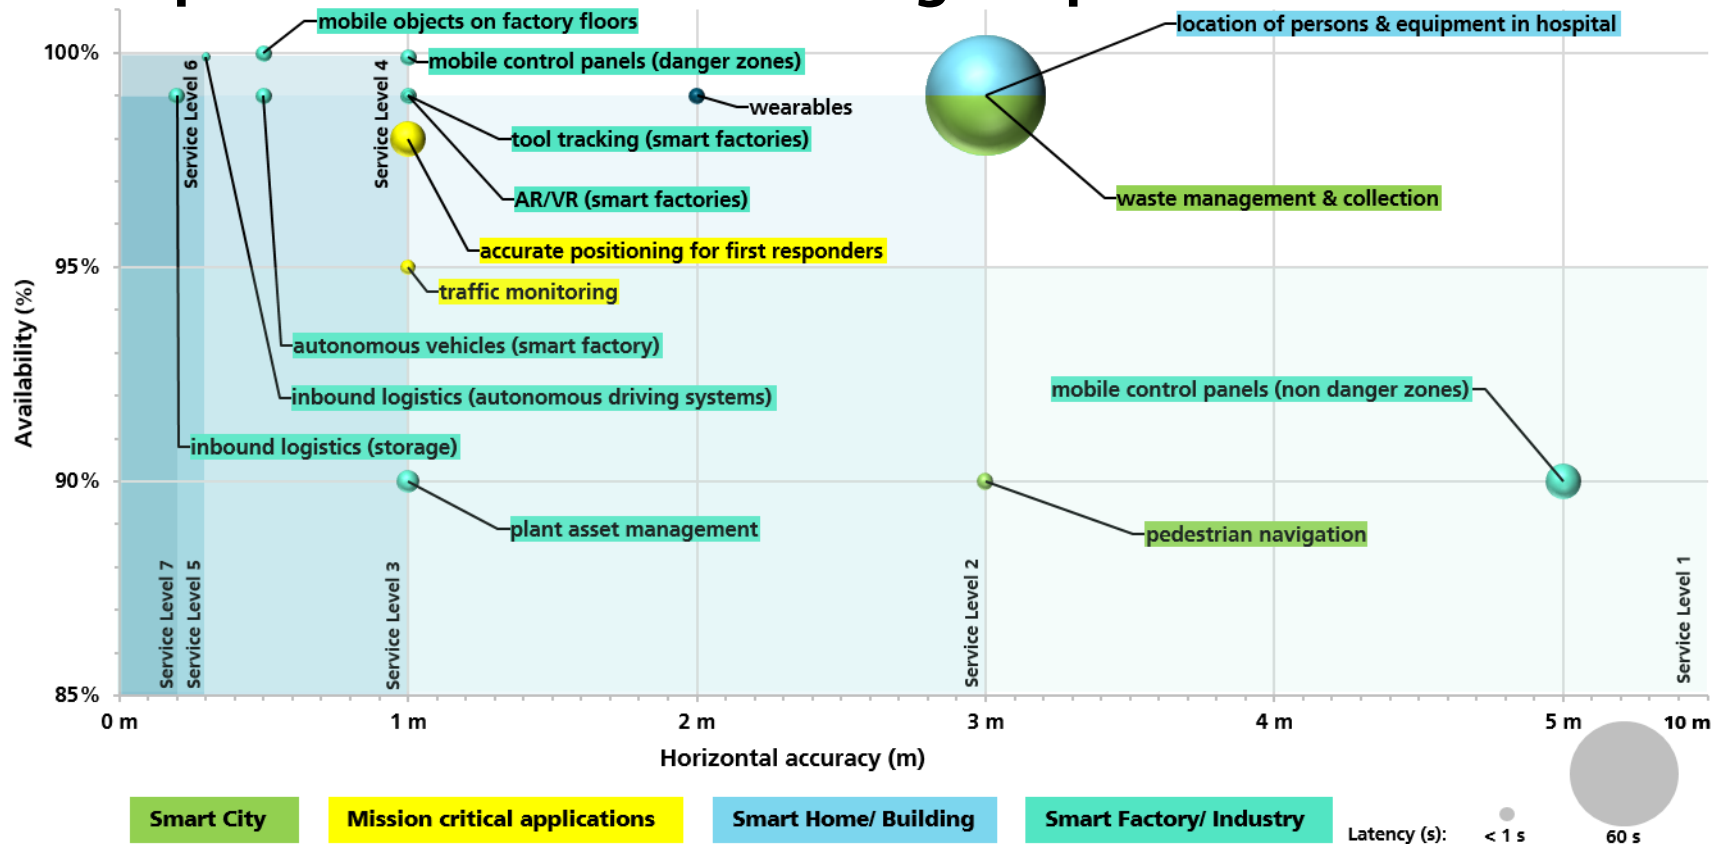 mobile objects on factory floors
location of persons & equipment in hospital
100%
mobile control panels (danger zones)
Service Level 6
Service Level 4
wearables
tool tracking (smart factories)
AR/VR (smart factories)
waste management & collection
accurate positioning for first responders
95%
traffic monitoring
Availability (%)
autonomous vehicles (smart factory)
inbound logistics (autonomous driving systems)
mobile control panels (non danger zones)
inbound logistics (storage)
90%
plant asset management
pedestrian navigation
Service Level 7
Service Level 5
Service Level 3
Service Level 2
Service Level 1
85%
0 m
1 m
2 m
3 m
4 m
5 m
10 m
Horizontal accuracy (m)
Smart City
Mission critical applications
Smart Home/ Building
Smart Factory/ Industry
Latency (s):
< 1 s
60 s